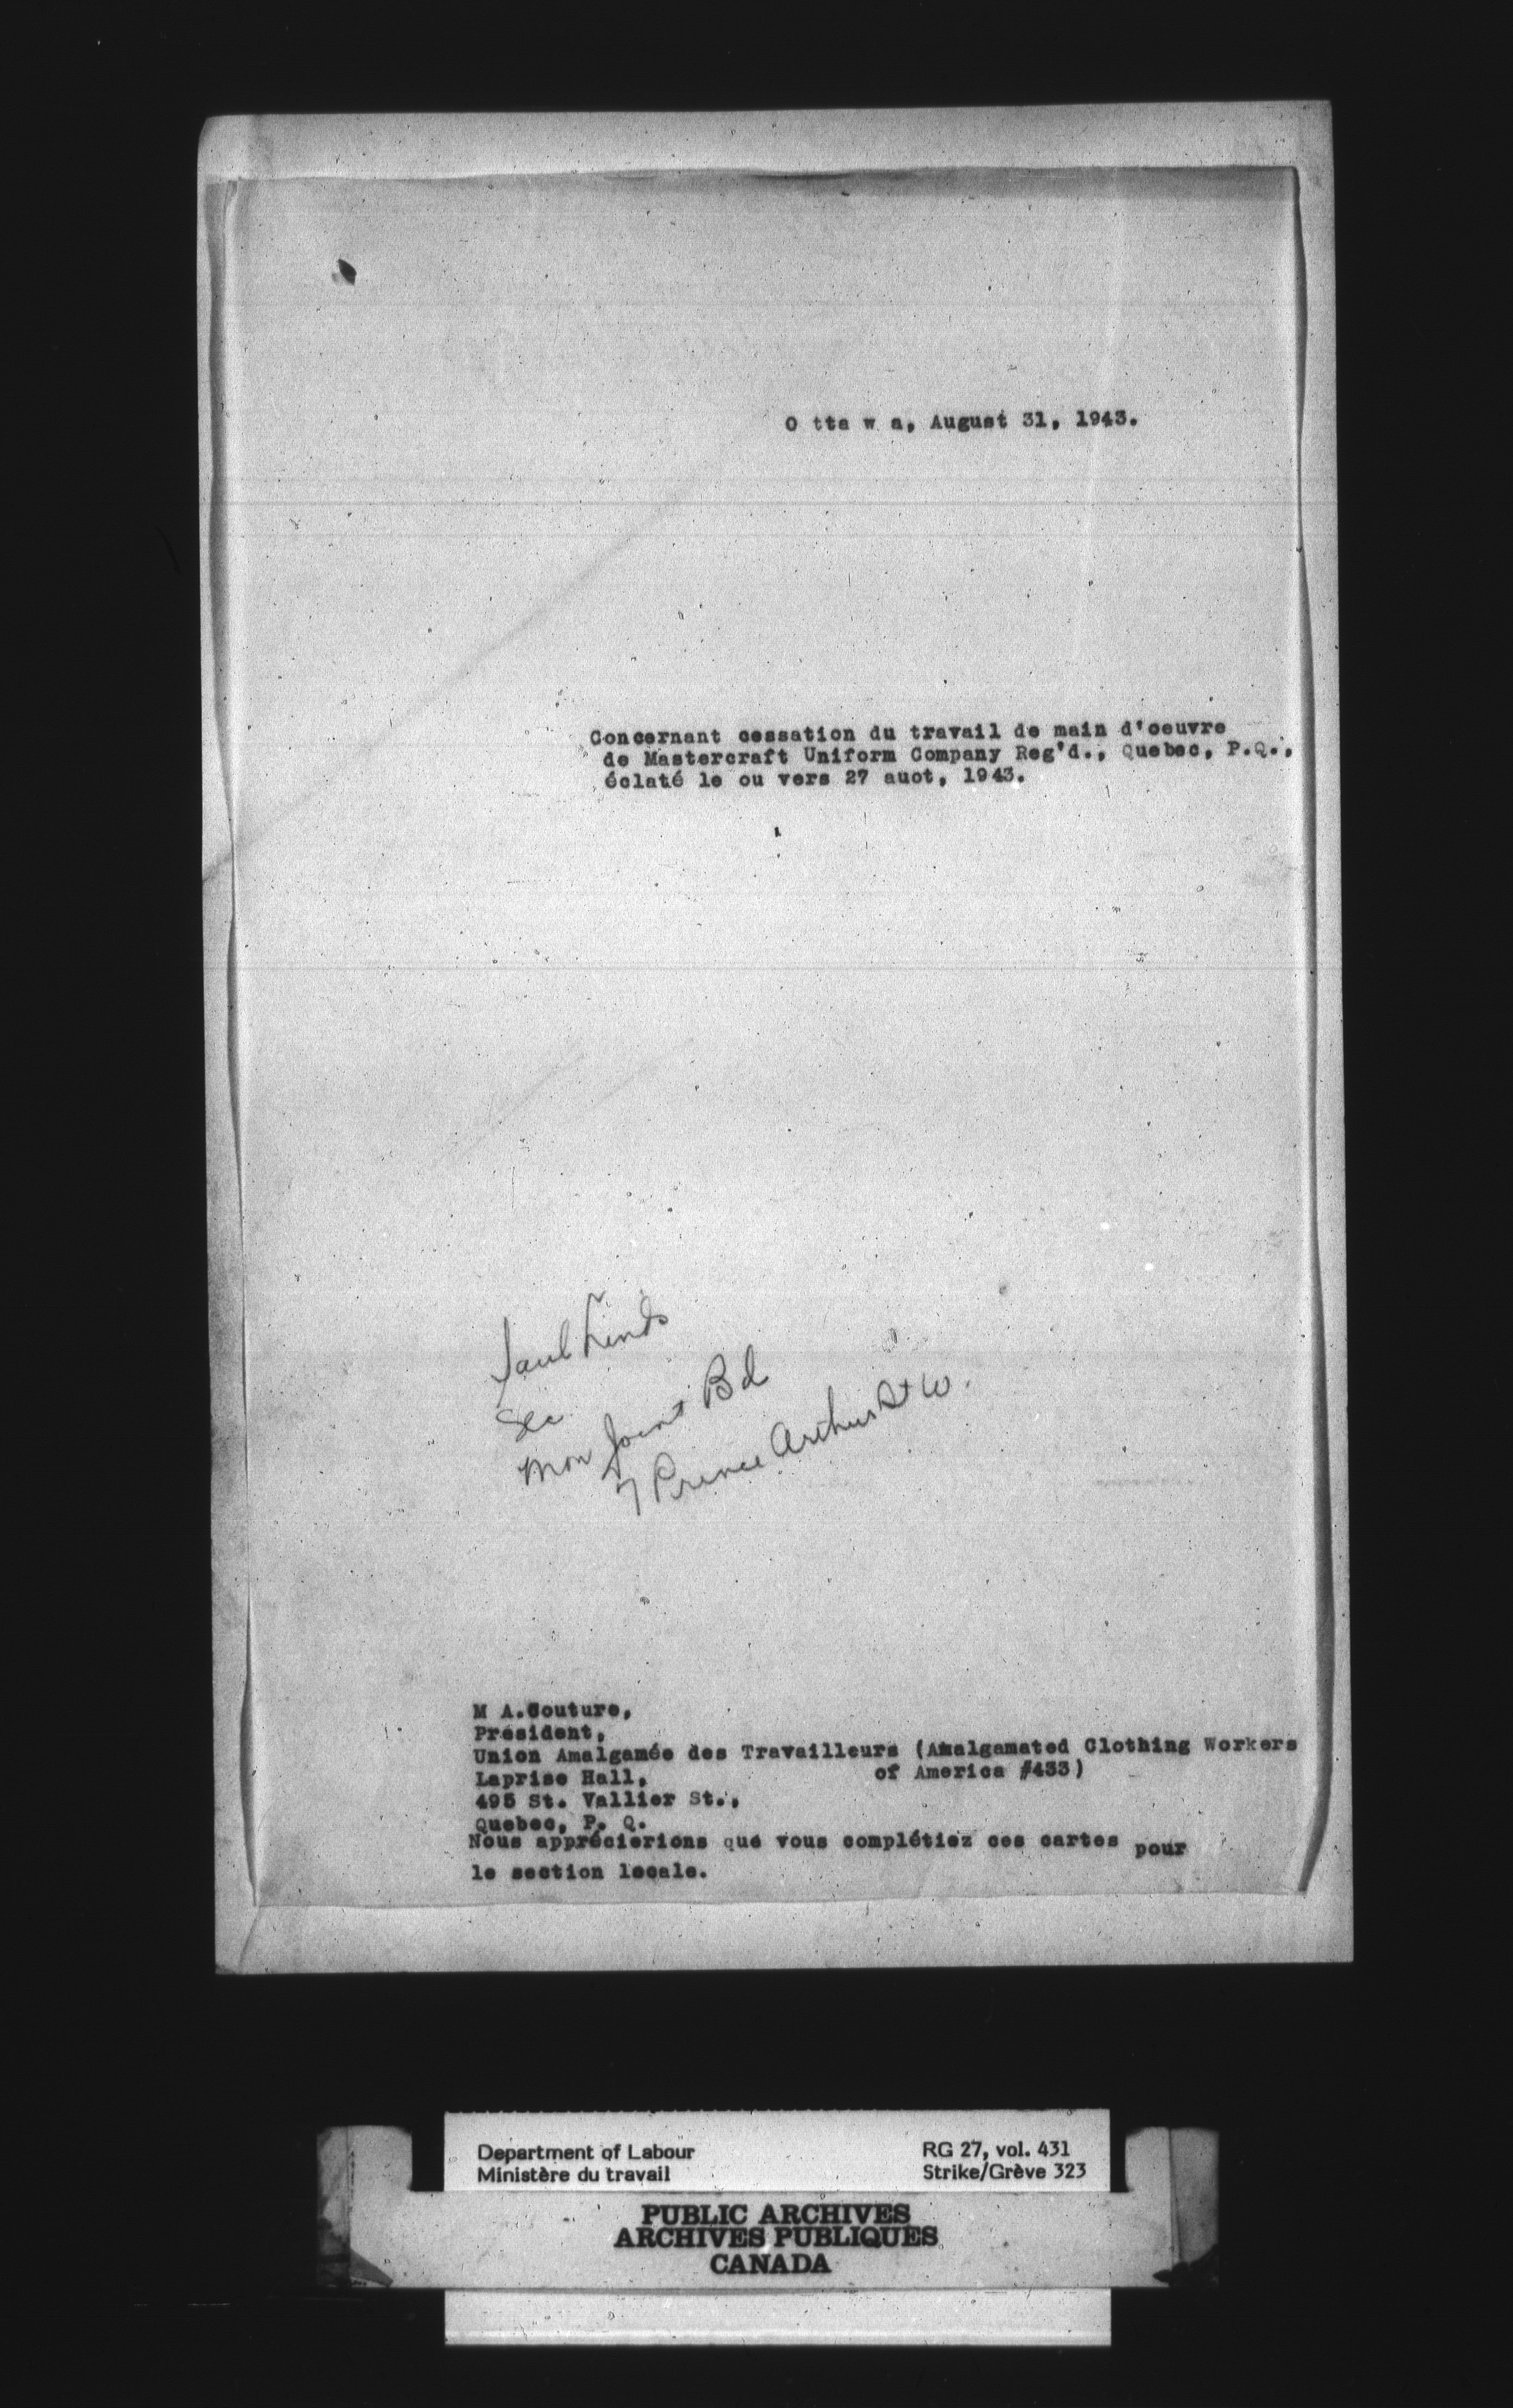 O tta w a, August 31, 1943.
Concernant cessation du travail de main d'oeuvre
de Mastercraft Uniform Company Reg'd., Quebec, P.Q.,
éclaté le ou vers 27 auot, 1943.
Sec
Mon Joint Bd
7 Prince Arthur St W.
M A.Couture,
Président,
Union Amalgamée des Travailleurs (Amalgamated Clothing Workers
of America #433)
Laprise Hall,
495 St. Vallier St.,
Quebec, P. Q.
Nous apprécierions que vous complétiez ces cartes pour
le section locale.
Department of Labour
Ministère du travail
RG 27, vol. 431
Strike/Grève 323
PUBLIC ARCHIVES
ARCHIVES PUBLIQUES
CANADA